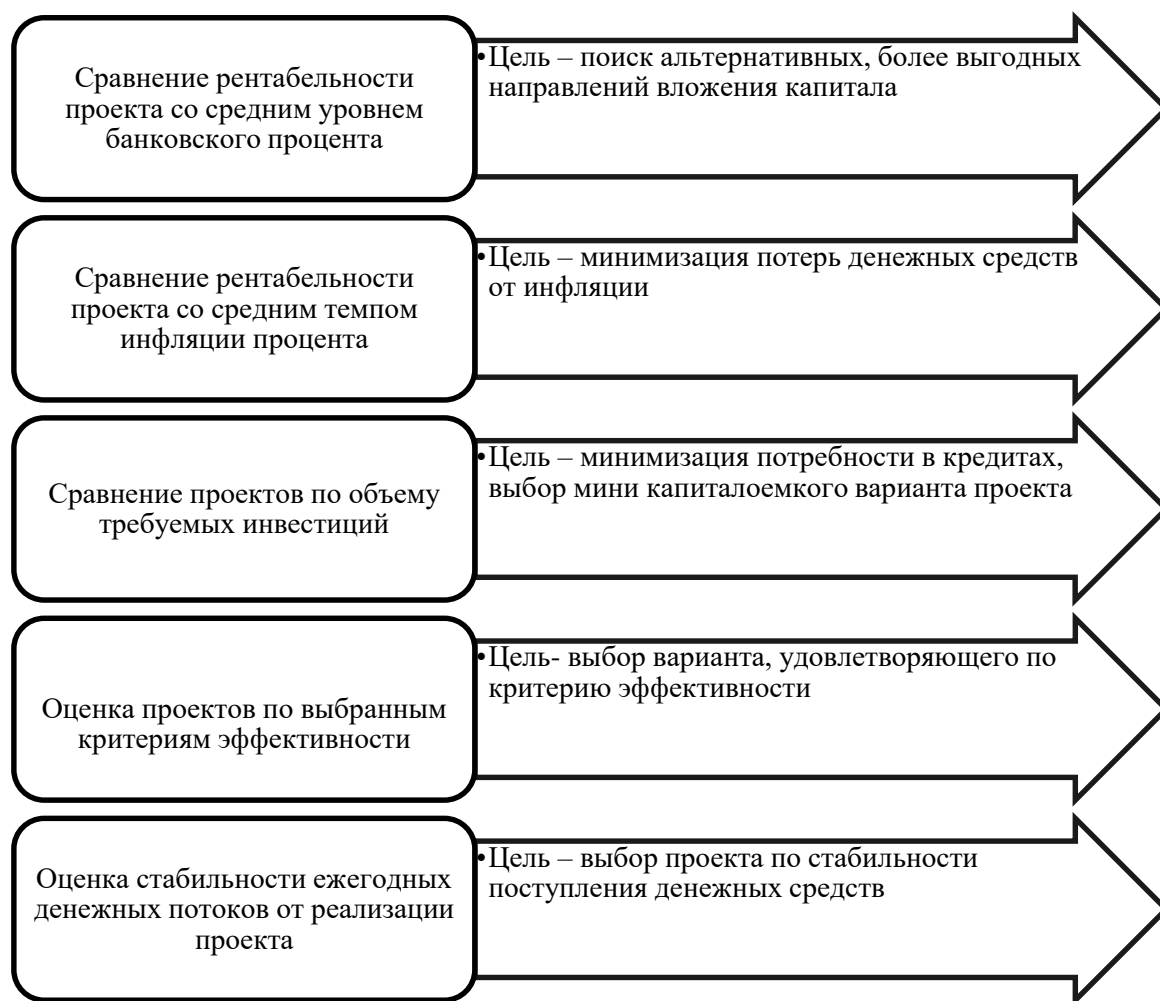 Сравнение рентабельности
проекта со средним уровнем
банковского процента
•Цель – поиск альтернативных, более выгодных
направлений вложения капитала
Сравнение рентабельности
проекта со средним темпом
инфляции процента
•Цель – минимизация потерь денежных средств
от инфляции
Сравнение проектов по объему
требуемых инвестиций
•Цель – минимизация потребности в кредитах,
выбор мини капиталоемкого варианта проекта
Оценка проектов по выбранным
критериям эффективности
•Цель- выбор варианта, удовлетворяющего по
критерию эффективности
Оценка стабильности ежегодных
денежных потоков от реализации
проекта
•Цель – выбор проекта по стабильности
поступления денежных средств